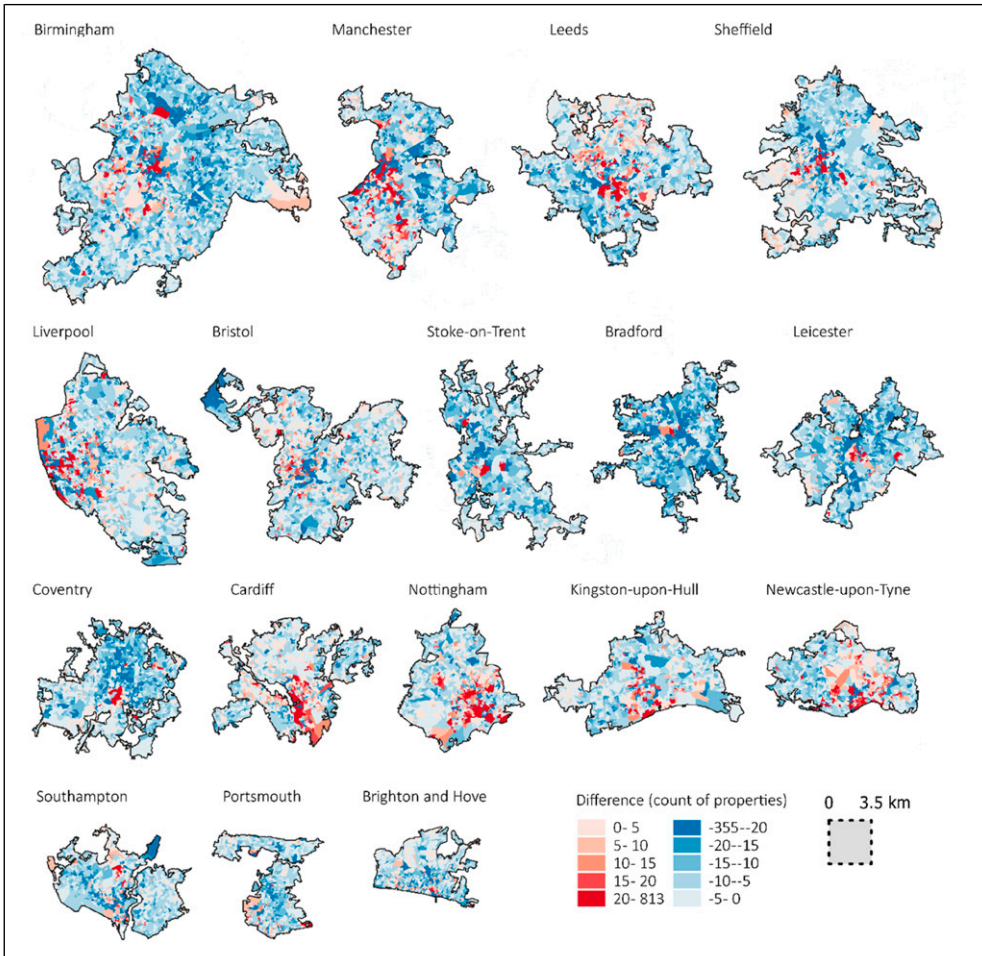 Birmingham Manchester Leeds Sheffield
Liverpool Bristol Stoke-on-Trent Bradford Leicester
Coventry Cardiff Nottingham Kingston-upon-Hull Newcastle-upon-Tyne
Southampton Portsmouth Brighton and Hove
Difference (count of properties) 0 3.5 km
0- 5 -355--20
5- 10 -20--15
10- 15 -15--10
15- 20 -10--5
20- 813 -5- 0